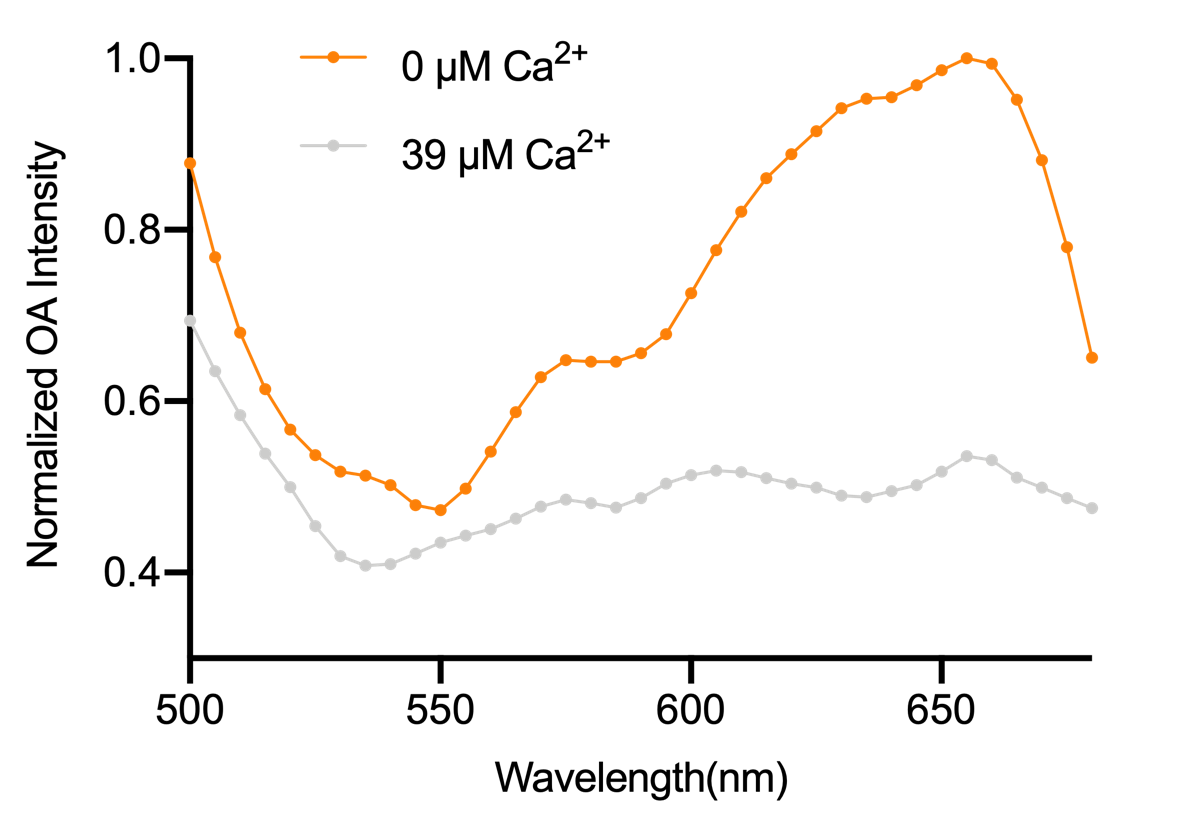 0 µM Ca²⁺
39 µM Ca²⁺
Normalized OA Intensity
1.0
0.8
0.6
0.4
500 550 600 650
Wavelength(nm)